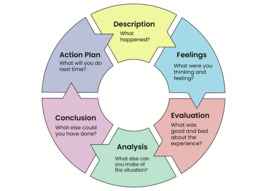 Description
What
happened?
Feelings
What were you
thinking and
feeling?
Evaluation
What was
good and bad
about the
experience?
Analysis
What else can
you make of
the situation?
Conclusion
What else could
you have done?
Action Plan
What will you do
next time?